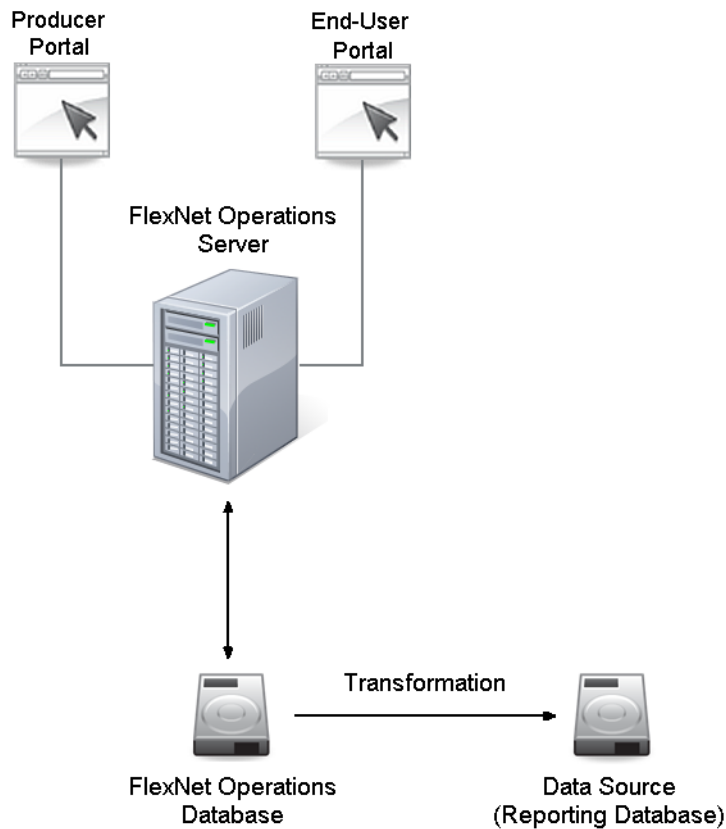 Producer
Portal
End-User
Portal
FlexNet Operations
Server
Transformation
FlexNet Operations
Database
Data Source
(Reporting Database)